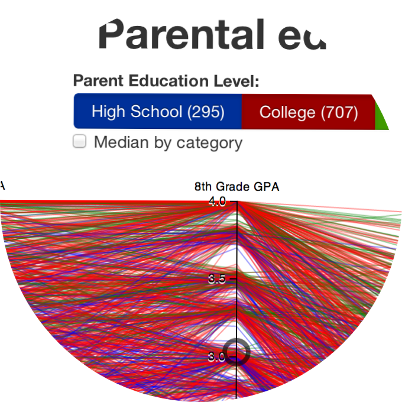 Parental
Parent Education Level:
High School (295) College (707)
Median by category
8th Grade GPA
4.0
3.5
3.0